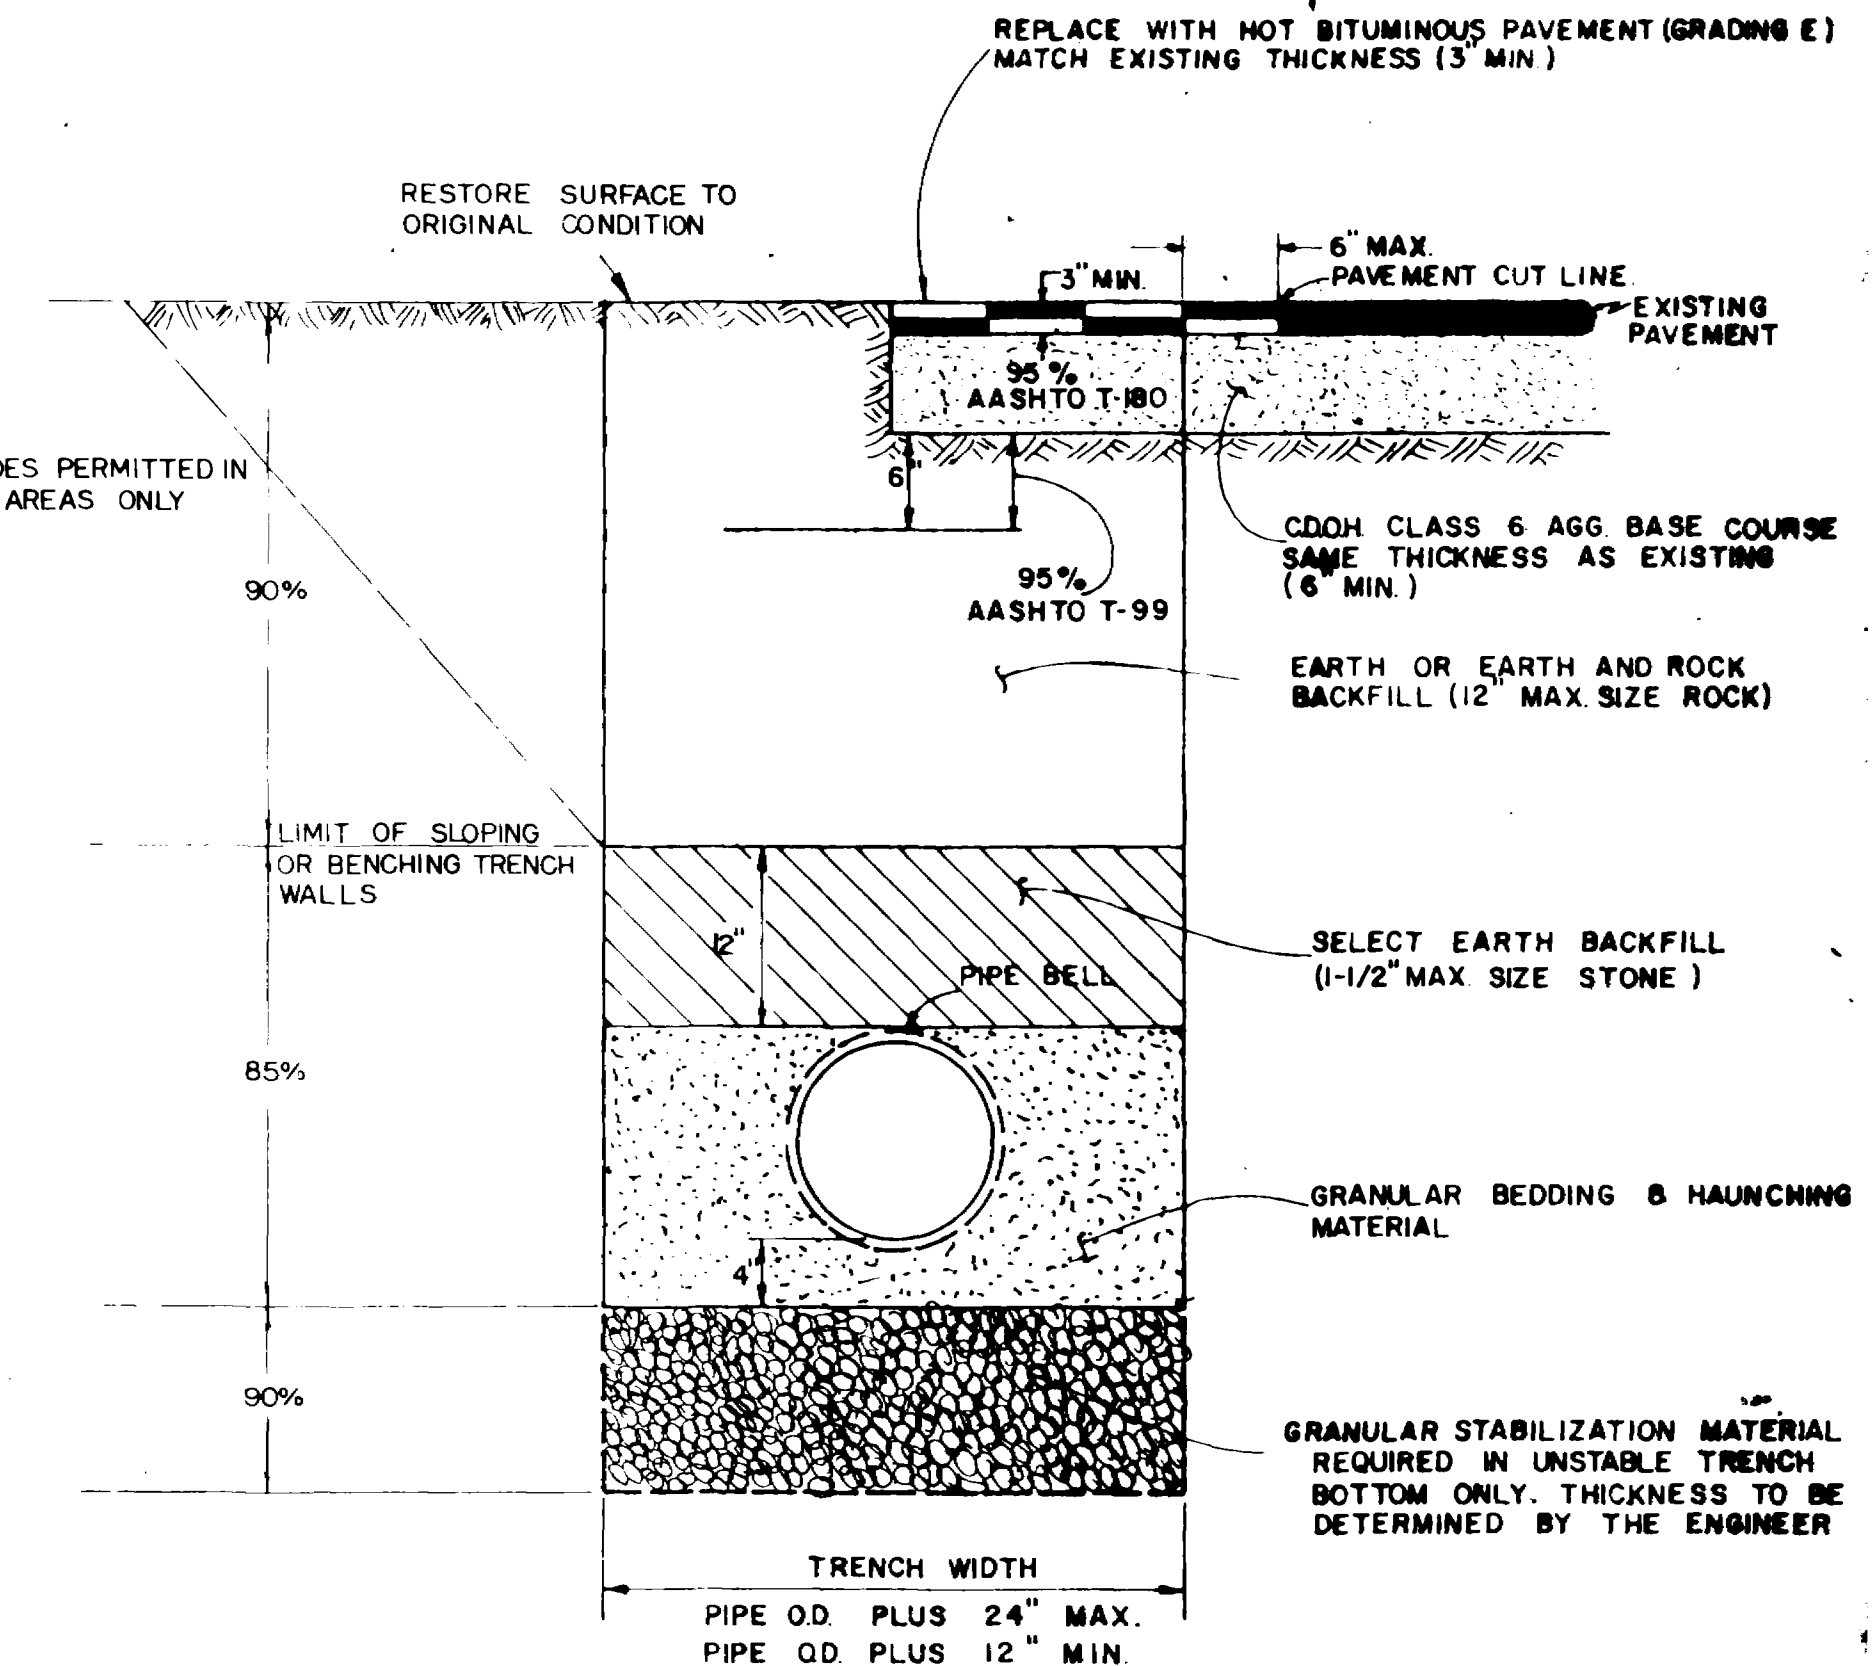 REPLACE WITH HOT BITUMINOUS PAVEMENT (GRADING E)
MATCH EXISTING THICKNESS (3" MIN.)
RESTORE SURFACE TO
ORIGINAL CONDITION
6" MAX.
PAVEMENT CUT LINE.
3" MIN.
EXISTING
PAVEMENT
95%
AASHTO T-180
PERMITTED IN
AREAS ONLY
6"
C.D.O.H. CLASS 6 AGG. BASE COURSE
SAME THICKNESS AS EXISTING
(6" MIN.)
90%
95%
AASHTO T-99
EARTH OR EARTH AND ROCK
BACKFILL (12" MAX. SIZE ROCK)
LIMIT OF SLOPING
OR BENCHING TRENCH
WALLS
12"
SELECT EARTH BACKFILL
(1-1/2" MAX. SIZE STONE)
PIPE BELL
85%
GRANULAR BEDDING & HAUNCHING
MATERIAL
4"
90%
GRANULAR STABILIZATION MATERIAL
REQUIRED IN UNSTABLE TRENCH
BOTTOM ONLY. THICKNESS TO BE
DETERMINED BY THE ENGINEER
TRENCH WIDTH
PIPE O.D. PLUS 24" MAX.
PIPE O.D. PLUS 12" MIN.